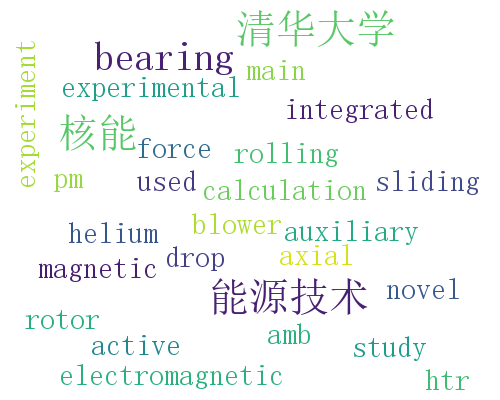 清华大学
bearing
main
experiment
experimental
integrated
核能
force
rolling
pm
used
calculation
sliding
blower
helium
auxiliary
drop
axial
magnetic
能源技术
novel
rotor
amb
active
study
electromagnetic
htr